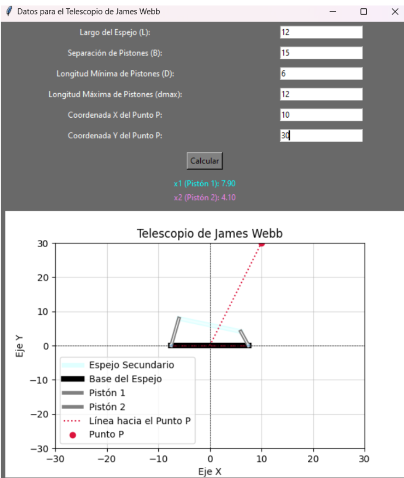 Datos para el Telescopio de James Webb
Largo del Espejo (L): 12
Separación de Pistones (B): 15
Longitud Mínima de Pistones (D): 6
Longitud Máxima de Pistones (dmax): 12
Coordenada X del Punto P: 10
Coordenada Y del Punto P: 30
Calcular
x1 (Pistón 1): 7.90
x2 (Pistón 2): 4.10
Telescopio de James Webb
30
20
10
0
−10
−20
−30
Eje Y
Espejo Secundario
Base del Espejo
Pistón 1
Pistón 2
Línea hacia el Punto P
Punto P
−30 −20 −10 0 10 20 30
Eje X